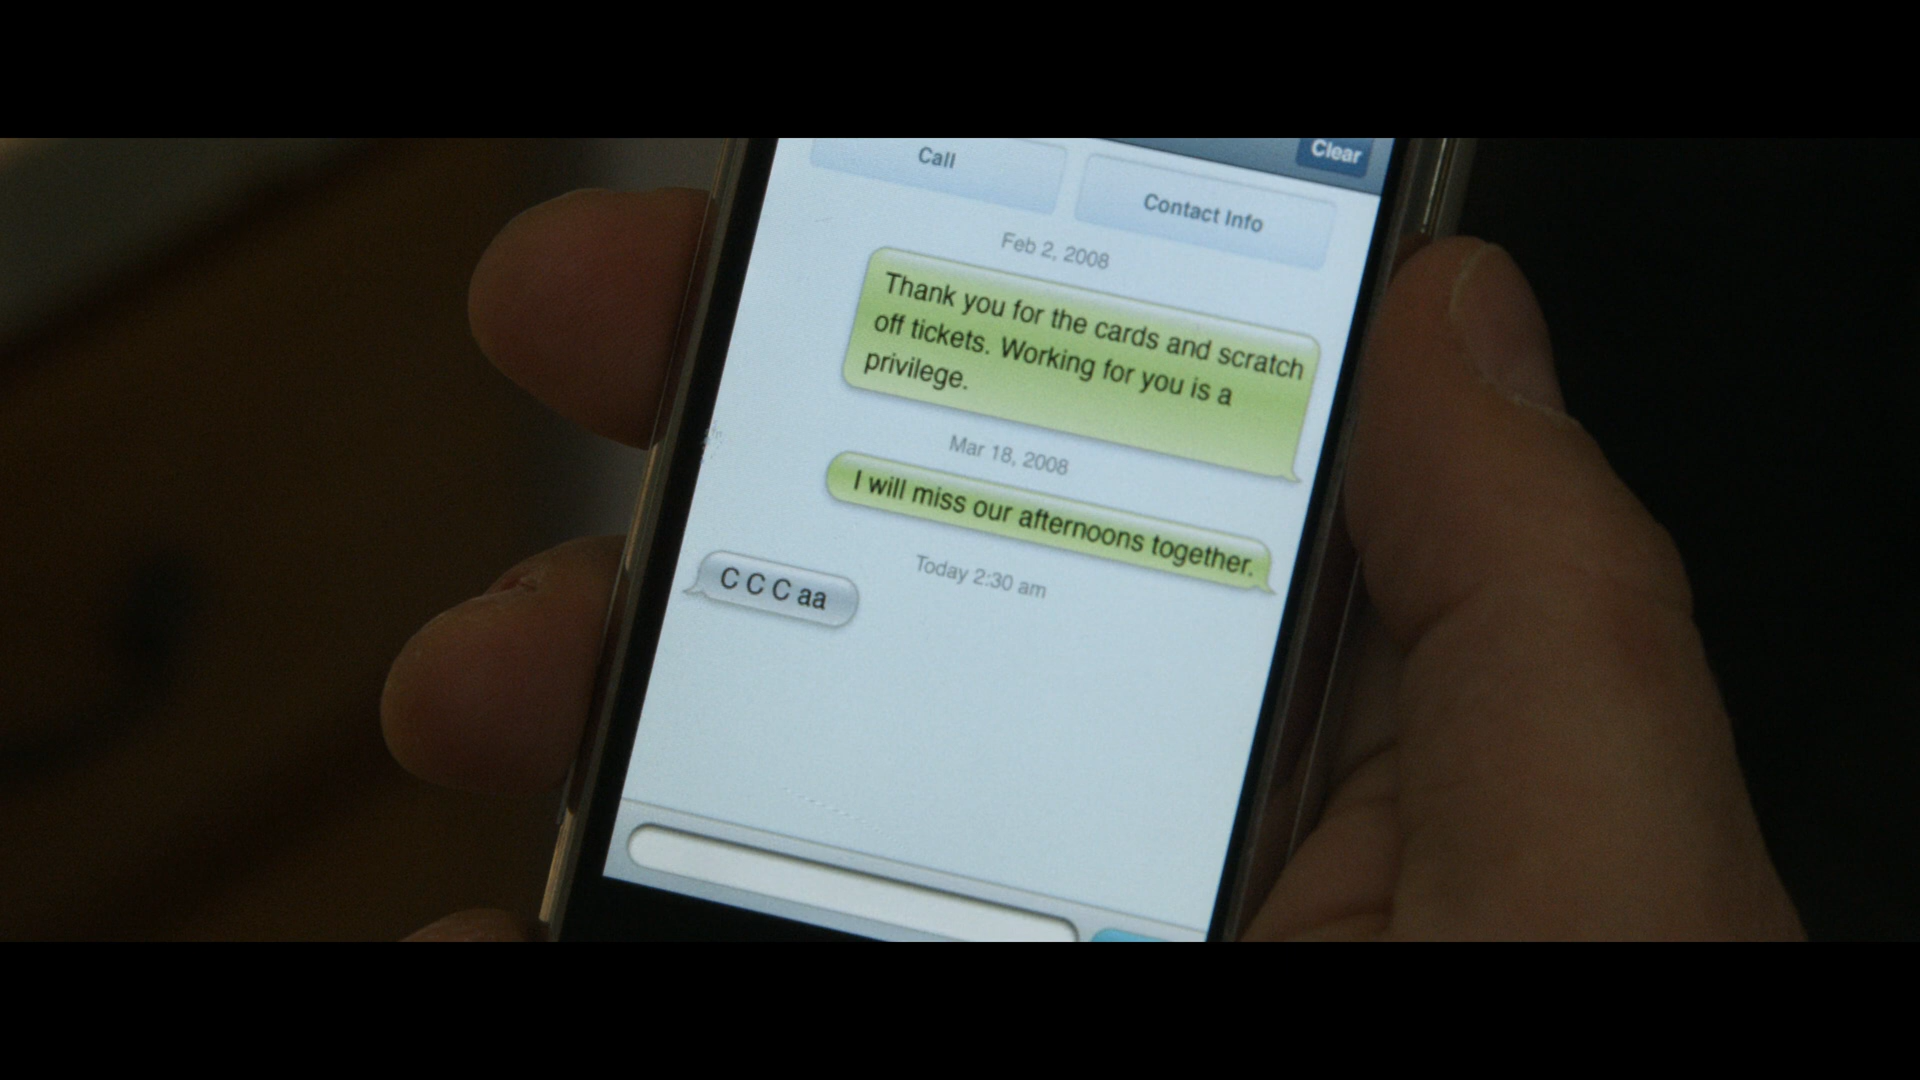 Clear
Call
Contact Info
Feb 2, 2008
Thank you for the cards and scratch
off tickets. Working for you is a
privilege.
Mar 18, 2008
I will miss our afternoons together.
Today 2:30 am
C C C aa